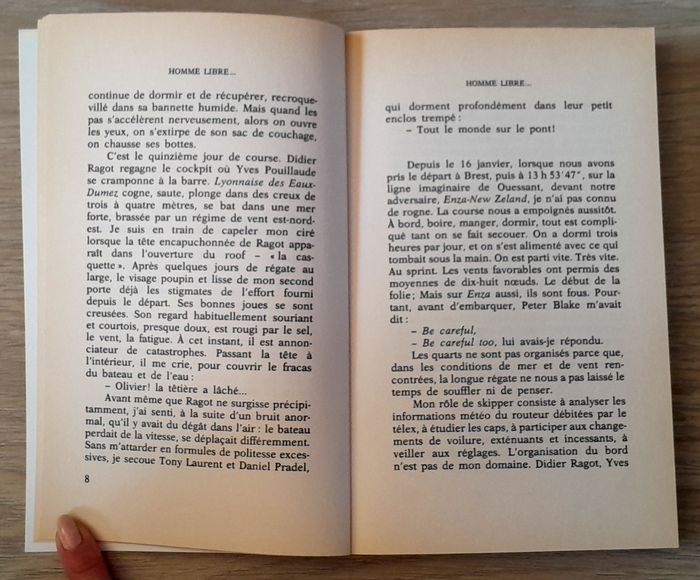 HOMME LIBRE...
continue de dormir et de récupérer, recroque-
villé dans sa bannette humide. Mais quand les
pas s'accélèrent nerveusement, alors on ouvre
les yeux, on s'extirpe de son sac de couchage,
on chausse ses bottes.
C'est le quinzième jour de course. Didier
Ragot regagne le cockpit où Yves Pouillaude
se cramponne à la barre. Lyonnaise des Eaux-
Dumez cogne, saute, plonge dans des creux de
trois à quatre mètres, se bat dans une mer
forte, brassée par un régime de vent est-nord-
est. Je suis en train de capeler mon ciré
lorsque la tête encapuchonnée de Ragot appa-
raît dans l'ouverture du roof – « la cas-
quette ». Après quelques jours de régate au
large, le visage poupin et lisse de mon second
porte déjà les stigmates de l'effort fourni
depuis le départ. Ses bonnes joues se sont
creusées. Son regard habituellement souriant
et courtois, presque doux, est rougi par le sel,
le vent, la fatigue. À cet instant, il est annon-
ciateur de catastrophes. Passant la tête à
l'intérieur, il me crie, pour couvrir le fracas
du bateau et de l'eau :
– Olivier! la têtière a lâché...
Avant même que Ragot ne surgisse précipi-
tamment, j'ai senti, à la suite d'un bruit anor-
mal, qu'il y avait du dégât dans l'air : le bateau
perdait de la vitesse, se déplaçait différemment.
Sans m'attarder en formules de politesse exces-
sives, je secoue Tony Laurent et Daniel Pradel,
8
HOMME LIBRE...
qui dorment profondément dans leur petit
enclos trempé :
– Tout le monde sur le pont!
Depuis le 16 janvier, lorsque nous avons
pris le départ à Brest, puis à 13 h 53'47", sur la
ligne imaginaire de Ouessant, devant notre
adversaire, Enza-New Zeland, je n'ai pas connu
de rogne. La course nous a empoignés aussitôt.
À bord, boire, manger, dormir, tout est compli-
qué tant on se fait secouer. On a dormi trois
heures par jour, et on s'est alimenté avec ce qui
tombait sous la main. On est parti vite. Très vite.
Au sprint. Les vents favorables ont permis des
moyennes de dix-huit nœuds. Le début de la
folie; Mais sur Enza aussi, ils sont fous. Pour-
tant, avant d'embarquer, Peter Blake m'avait
dit :
– Be careful,
– Be careful too, lui avais-je répondu.
Les quarts ne sont pas organisés parce que,
dans les conditions de mer et de vent ren-
contrées, la longue régate ne nous a pas laissé le
temps de souffler ni de penser.
Mon rôle de skipper consiste à analyser les
informations météo du routeur débitées par le
télex, à étudier les caps, à participer aux change-
ments de voilure, exténuants et incessants, à
veiller aux réglages. L'organisation du bord
n'est pas de mon domaine. Didier Ragot, Yves